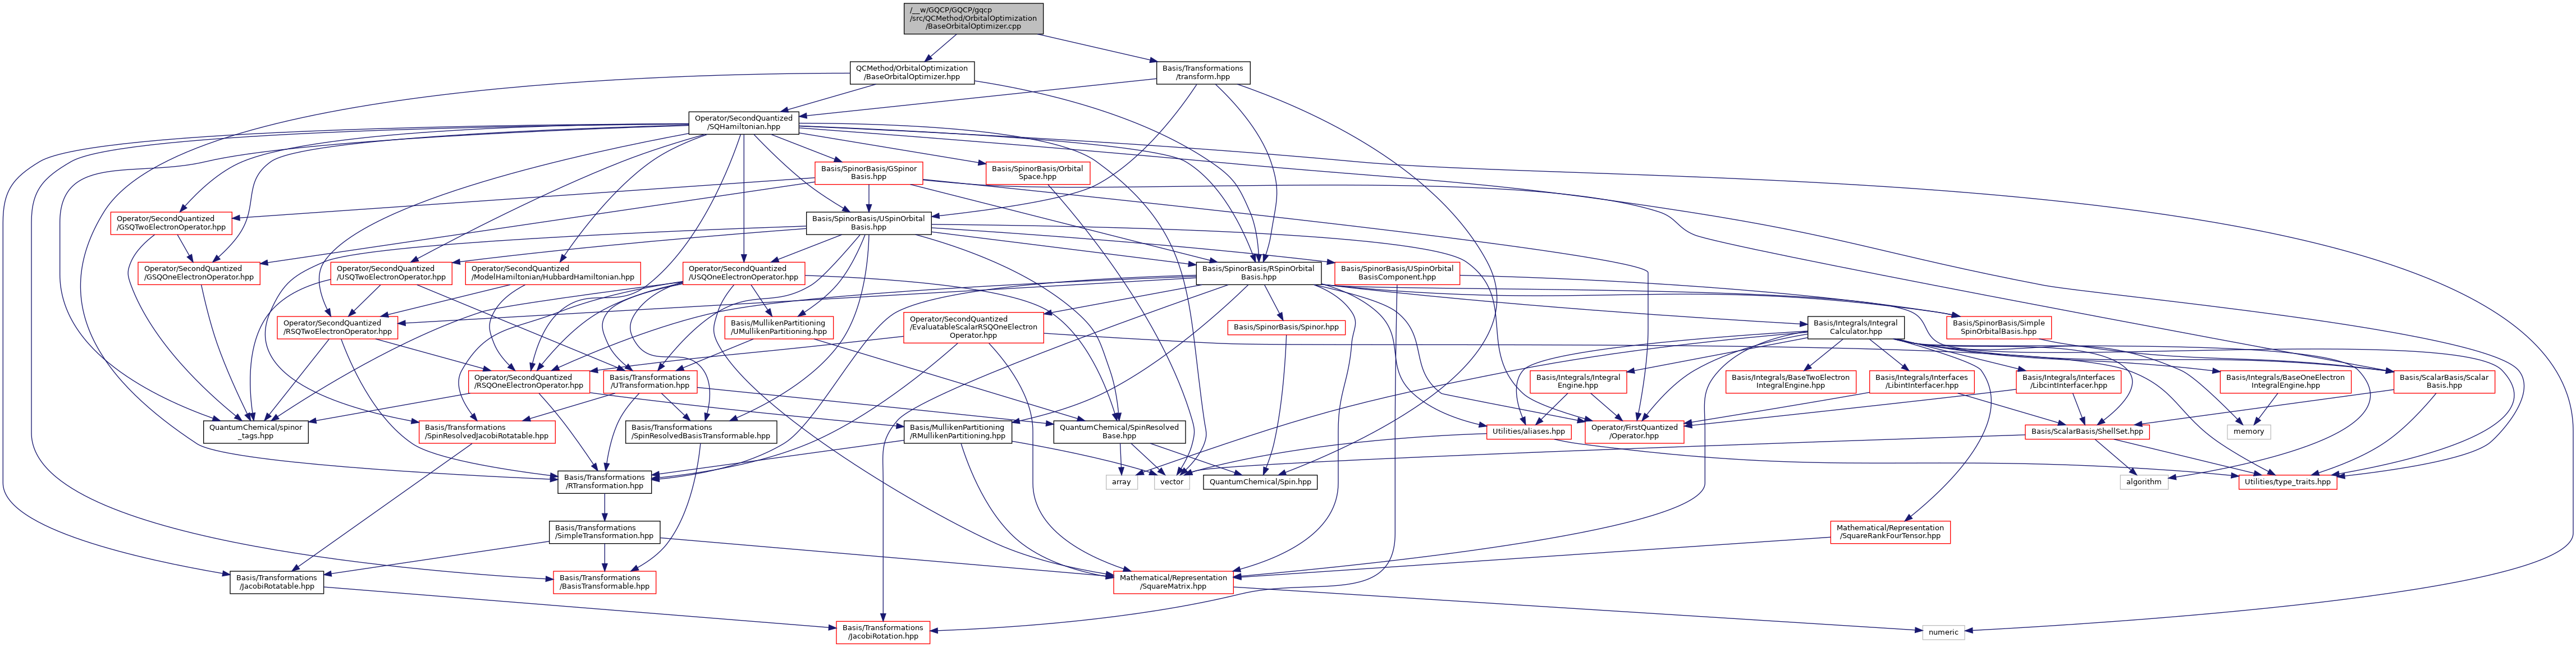 /__w/GQCP/GQCP/gqcp
/src/QCMethod/OrbitalOptimization
/BaseOrbitalOptimizer.cpp
QCMethod/OrbitalOptimization
/BaseOrbitalOptimizer.hpp
Basis/Transformations
/transform.hpp
Operator/SecondQuantized
/SQHamiltonian.hpp
Basis/SpinorBasis/GSpinor
Basis.hpp
Basis/SpinorBasis/Orbital
Space.hpp
Operator/SecondQuantized
/GSQTwoElectronOperator.hpp
Basis/SpinorBasis/USpinOrbital
Basis.hpp
Operator/SecondQuantized
/GSQOneElectronOperator.hpp
Operator/SecondQuantized
/USQTwoElectronOperator.hpp
Operator/SecondQuantized
/ModelHamiltonian/HubbardHamiltonian.hpp
Operator/SecondQuantized
/USQOneElectronOperator.hpp
Basis/SpinorBasis/RSpinOrbital
Basis.hpp
Basis/SpinorBasis/USpinOrbital
BasisComponent.hpp
Operator/SecondQuantized
/RSQTwoElectronOperator.hpp
Basis/MullikenPartitioning
/UMullikenPartitioning.hpp
Operator/SecondQuantized
/EvaluatableScalarRSQOneElectron
Operator.hpp
Basis/SpinorBasis/Spinor.hpp
Basis/Integrals/Integral
Calculator.hpp
Basis/SpinorBasis/Simple
SpinOrbitalBasis.hpp
Operator/SecondQuantized
/RSQOneElectronOperator.hpp
Basis/Transformations
/UTransformation.hpp
Basis/Integrals/Integral
Engine.hpp
Basis/Integrals/BaseTwoElectron
IntegralEngine.hpp
Basis/Integrals/Interfaces
/LibintInterfacer.hpp
Basis/Integrals/Interfaces
/LibcintInterfacer.hpp
Basis/Integrals/BaseOneElectron
IntegralEngine.hpp
Basis/ScalarBasis/Scalar
Basis.hpp
QuantumChemical/spinor
_tags.hpp
Basis/Transformations
/SpinResolvedJacobiRotatable.hpp
Basis/Transformations
/SpinResolvedBasisTransformable.hpp
Basis/MullikenPartitioning
/RMullikenPartitioning.hpp
QuantumChemical/SpinResolved
Base.hpp
Utilities/aliases.hpp
Operator/FirstQuantized
/Operator.hpp
Basis/ScalarBasis/ShellSet.hpp
memory
Basis/Transformations
/RTransformation.hpp
array
vector
QuantumChemical/Spin.hpp
algorithm
Utilities/type_traits.hpp
Basis/Transformations
/SimpleTransformation.hpp
Mathematical/Representation
/SquareRankFourTensor.hpp
Basis/Transformations
/JacobiRotatable.hpp
Basis/Transformations
/BasisTransformable.hpp
Mathematical/Representation
/SquareMatrix.hpp
Basis/Transformations
/JacobiRotation.hpp
numeric